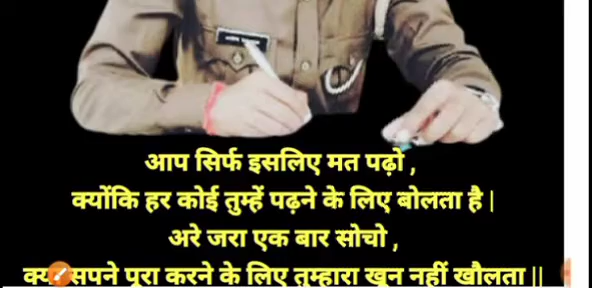 आप सिर्फ इसलिए मत पढ़ो ,
क्योंकि हर कोई तुम्हें पढ़ने के लिए बोलता है |
अरे जरा एक बार सोचो ,
सपने पूरा करने के लिए तुम्हारा खून नहीं खौलता ||